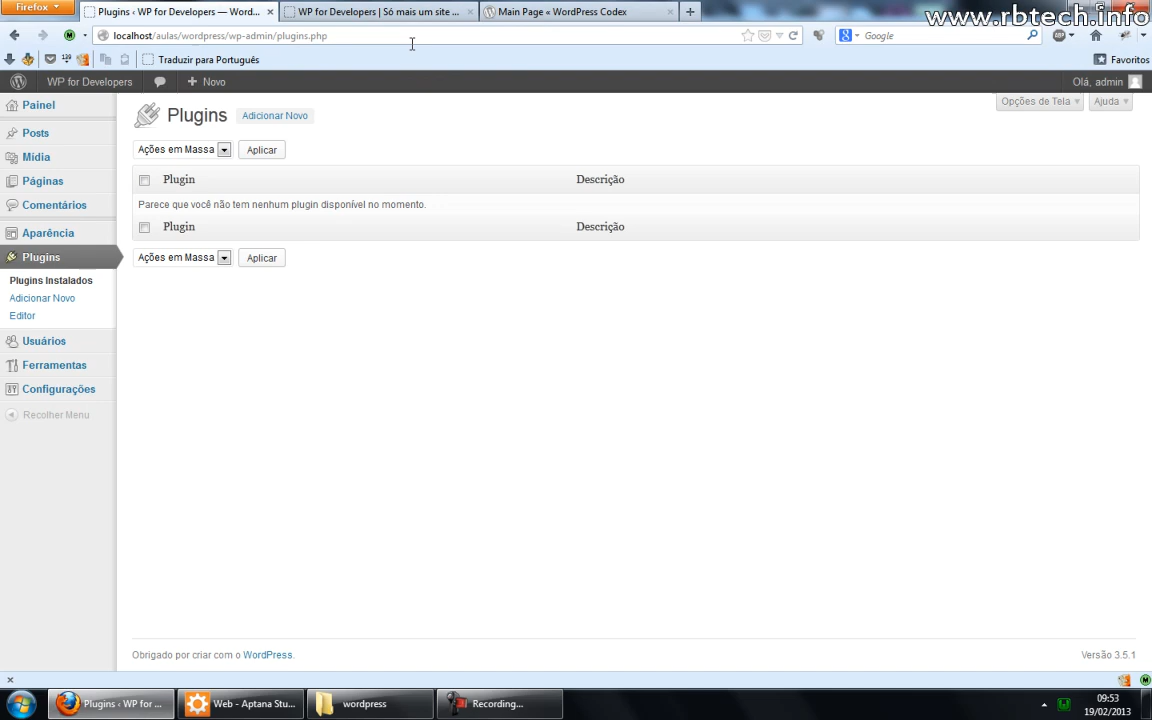 Firefox
Plugins ‹ WP for Developers — Word...
WP for Developers | Só mais um site ...
Main Page « WordPress Codex
www.rbtech.info
localhost/aulas/wordpress/wp-admin/plugins.php
Google
Traduzir para Português
Favoritos
WP for Developers
Novo
Olá, admin
Painel
Posts
Mídia
Páginas
Comentários
Aparência
Plugins
Plugins Instalados
Adicionar Novo
Editor
Usuários
Ferramentas
Configurações
Recolher Menu
Opções de Tela
Ajuda
Plugins
Adicionar Novo
Ações em Massa
Aplicar
Plugin
Descrição
Parece que você não tem nenhum plugin disponível no momento.
Plugin
Descrição
Ações em Massa
Aplicar
Obrigado por criar com o WordPress.
Versão 3.5.1
Plugins ‹ WP for ...
Web - Aptana Stu...
wordpress
Recording...
09:53
19/02/2013